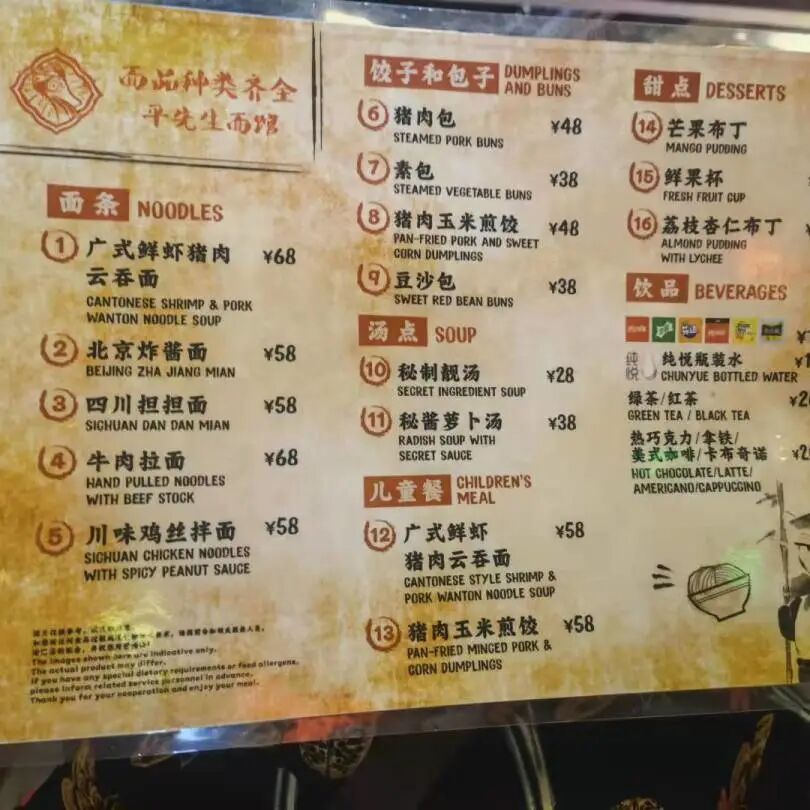 面品种类齐全
平先生面馆
面条 NOODLES
1 广式鲜虾猪肉 ¥68
云吞面
CANTONESE SHRIMP & PORK
WANTON NOODLE SOUP
2 北京炸酱面 ¥58
BEIJING ZHA JIANG MIAN
3 四川担担面 ¥58
SICHUAN DAN DAN MIAN
4 牛肉拉面 ¥68
HAND PULLED NOODLES
WITH BEEF STOCK
5 川味鸡丝拌面 ¥58
SICHUAN CHICKEN NOODLES
WITH SPICY PEANUT SAUCE
The images shown here are indicative only.
The actual product may differ.
If you have any special dietary requirements or food allergens,
please inform related service personnel in advance.
Thank you for your cooperation and enjoy your meal.
饺子和包子 DUMPLINGS
AND BUNS
6 猪肉包 ¥48
STEAMED PORK BUNS
7 素包 ¥38
STEAMED VEGETABLE BUNS
8 猪肉玉米煎饺 ¥48
PAN-FRIED PORK AND SWEET
CORN DUMPLINGS
9 豆沙包 ¥38
SWEET RED BEAN BUNS
汤点 SOUP
10 秘制靓汤 ¥28
SECRET INGREDIENT SOUP
11 秘酱萝卜汤 ¥38
RADISH SOUP WITH
SECRET SAUCE
儿童餐 CHILDREN'S
MEAL
12 广式鲜虾 ¥58
猪肉云吞面
CANTONESE STYLE SHRIMP &
PORK WANTON NOODLE SOUP
13 猪肉玉米煎饺 ¥58
PAN-FRIED MINCED PORK &
CORN DUMPLINGS
甜点 DESSERTS
14 芒果布丁
MANGO PUDDING
15 鲜果杯
FRESH FRUIT CUP
16 荔枝杏仁布丁
ALMOND PUDDING
WITH LYCHEE
饮品 BEVERAGES
纯悦 纯悦瓶装水
CHUNYUE BOTTLED WATER
绿茶/红茶
GREEN TEA / BLACK TEA
热巧克力/拿铁/
美式咖啡/卡布奇诺
HOT CHOCOLATE/LATTE/
AMERICANO/CAPPUCCINO